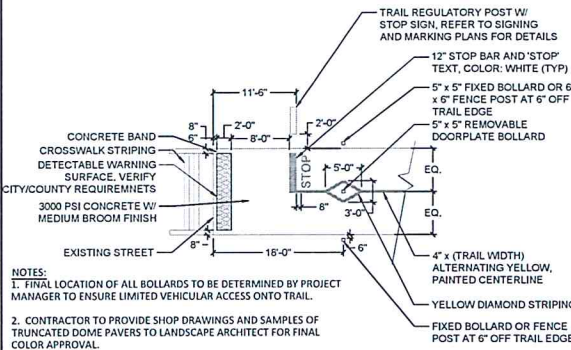 TRAIL REGULATORY POST W/
STOP SIGN, REFER TO SIGNING
AND MARKING PLANS FOR DETAILS
12" STOP BAR AND 'STOP'
TEXT, COLOR: WHITE (TYP)
5" x 5" FIXED BOLLARD OR 6
x 6" FENCE POST AT 6" OFF
TRAIL EDGE
5" x 5" REMOVABLE
DOORPLATE BOLLARD
11'-6"
8"
6"
2'-0"
8'-0"
2'-0"
CONCRETE BAND
CROSSWALK STRIPING
DETECTABLE WARNING
SURFACE. VERIFY
CITY/COUNTY REQUIREMNETS
3000 PSI CONCRETE W/
MEDIUM BROOM FINISH
EXISTING STREET
STOP
5'-0"
EQ.
8"
3'-0"
EQ.
8"
16'-0"
6"
4" x (TRAIL WIDTH)
ALTERNATING YELLOW,
PAINTED CENTERLINE
YELLOW DIAMOND STRIPING
FIXED BOLLARD OR FENCE
POST AT 6" OFF TRAIL EDGE
NOTES:
1. FINAL LOCATION OF ALL BOLLARDS TO BE DETERMINED BY PROJECT
MANAGER TO ENSURE LIMITED VEHICULAR ACCESS ONTO TRAIL.
2. CONTRACTOR TO PROVIDE SHOP DRAWINGS AND SAMPLES OF
TRUNCATED DOME PAVERS TO LANDSCAPE ARCHITECT FOR FINAL
COLOR APPROVAL.